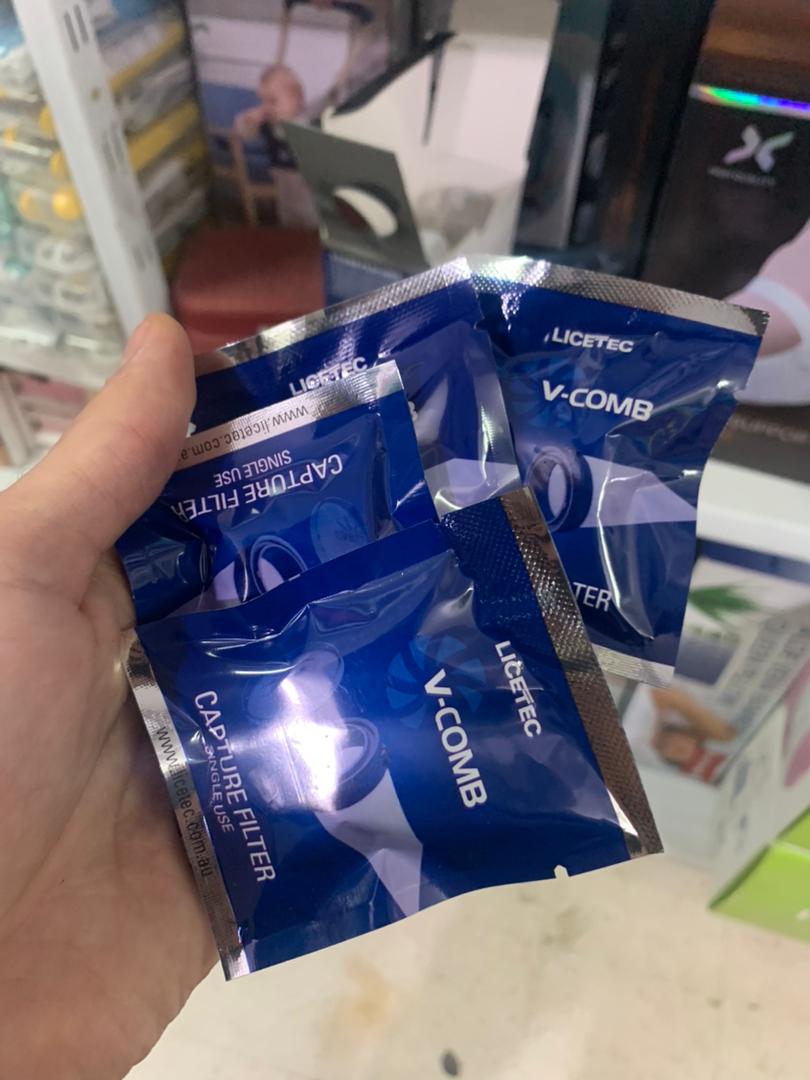 LICETEC
V-COMB
TER
LICETEC
B
www.licetec.com.a
CAPTURE FILTER
SINGLE USE
LICETEC
V-COMB
CAPTURE FILTER
SINGLE USE
www.licetec.com.au